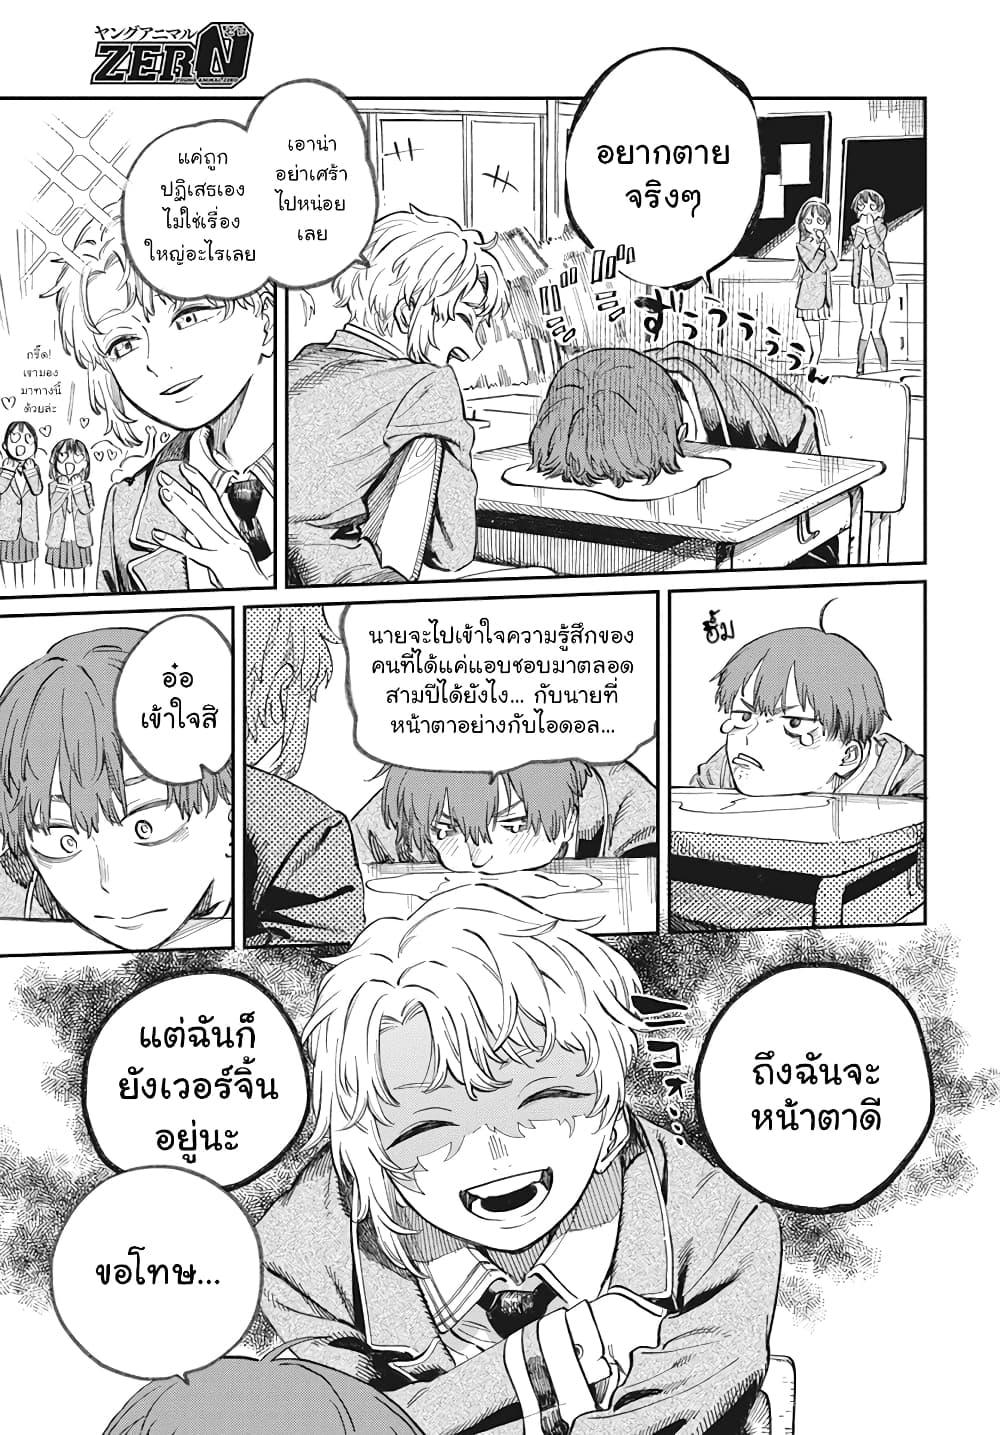 ヤングアニマル
ZERO
YOUNG ANIMAL ZERO
อยากตาย
จริงๆ
เอาน่า
อย่าเศร้า
ไปหน่อย
เลย
แค่ถูก
ปฏิเสธเอง
ไม่ใช่เรื่อง
ใหญ่อะไรเลย
ずぅぅぅぅぅん
กรี๊ด!
เขามอง
มาทางนี้
ด้วยล่ะ
ฮึ้ม
นายจะไปเข้าใจความรู้สึกของ
คนที่ได้แค่แอบชอบมาตลอด
สามปีได้ยังไง... กับนายที่
หน้าตาอย่างกับไอดอล...
อ๋อ
เข้าใจสิ
ถึงฉันจะ
หน้าตาดี
แต่ฉันก็
ยังเวอร์จิ้น
อยู่นะ
ขอโทษ...